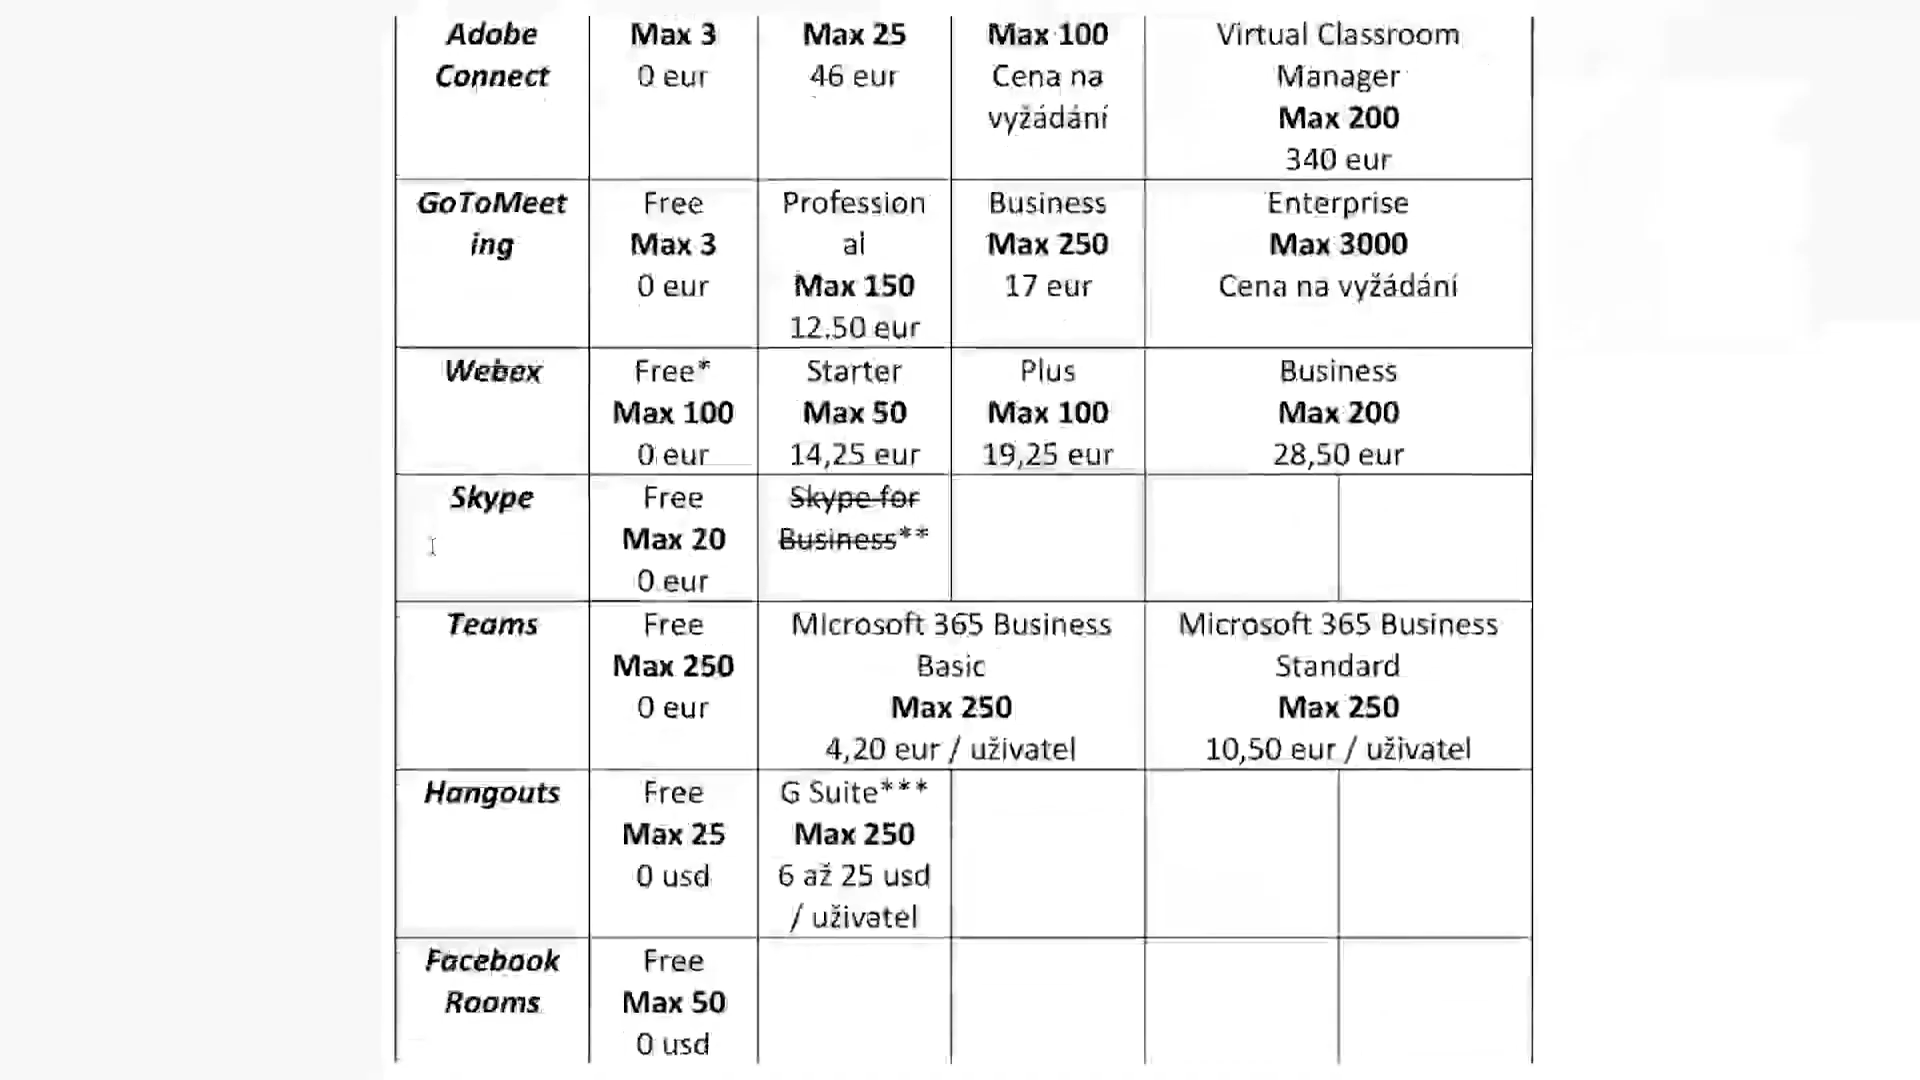 Adobe
Connect
Max 3
0 eur
Max 25
46 eur
Max 100
Cena na
vyžádání
Virtual Classroom
Manager
Max 200
340 eur
GoToMeet
ing
Free
Max 3
0 eur
Profession
al
Max 150
12.50 eur
Business
Max 250
17 eur
Enterprise
Max 3000
Cena na vyžádání
Webex
Free*
Max 100
0 eur
Starter
Max 50
14,25 eur
Plus
Max 100
19,25 eur
Business
Max 200
28,50 eur
Skype
Free
Max 20
0 eur
Skype for
Business**
Teams
Free
Max 250
0 eur
Microsoft 365 Business
Basic
Max 250
4,20 eur / uživatel
Microsoft 365 Business
Standard
Max 250
10,50 eur / uživatel
Hangouts
Free
Max 25
0 usd
G Suite***
Max 250
6 až 25 usd
/ uživatel
Facebook
Rooms
Free
Max 50
0 usd